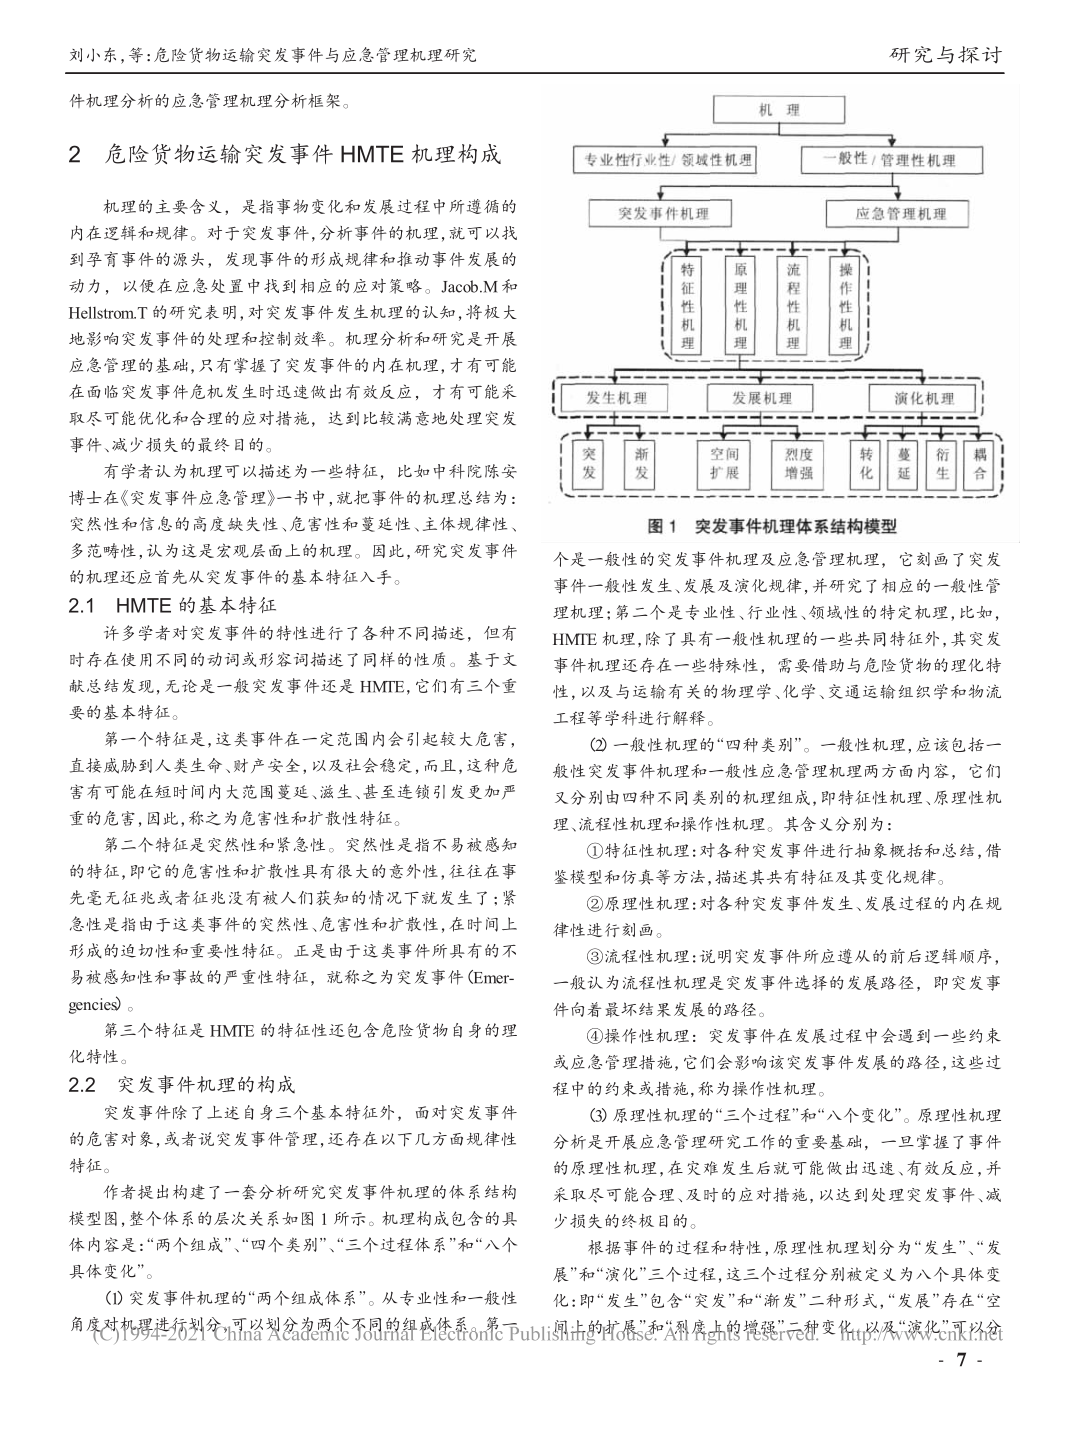 刘小东,等:危险货物运输突发事件与应急管理机理研究
研究与探讨
件机理分析的应急管理机理分析框架。
2 危险货物运输突发事件 HMTE 机理构成
机理的主要含义，是指事物变化和发展过程中所遵循的
内在逻辑和规律。对于突发事件,分析事件的机理,就可以找
到孕育事件的源头，发现事件的形成规律和推动事件发展的
动力，以便在应急处置中找到相应的应对策略。Jacob.M 和
Hellstrom.T 的研究表明,对突发事件发生机理的认知,将极大
地影响突发事件的处理和控制效率。机理分析和研究是开展
应急管理的基础,只有掌握了突发事件的内在机理,才有可能
在面临突发事件危机发生时迅速做出有效反应，才有可能采
取尽可能优化和合理的应对措施，达到比较满意地处理突发
事件、减少损失的最终目的。
有学者认为机理可以描述为一些特征，比如中科院陈安
博士在《突发事件应急管理》一书中,就把事件的机理总结为:
突然性和信息的高度缺失性、危害性和蔓延性、主体规律性、
多范畴性,认为这是宏观层面上的机理。因此,研究突发事件
的机理还应首先从突发事件的基本特征入手。
2.1 HMTE 的基本特征
许多学者对突发事件的特性进行了各种不同描述，但有
时存在使用不同的动词或形容词描述了同样的性质。基于文
献总结发现,无论是一般突发事件还是 HMTE,它们有三个重
要的基本特征。
第一个特征是,这类事件在一定范围内会引起较大危害,
直接威胁到人类生命、财产安全,以及社会稳定,而且,这种危
害有可能在短时间内大范围蔓延、滋生、甚至连锁引发更加严
重的危害,因此,称之为危害性和扩散性特征。
第二个特征是突然性和紧急性。突然性是指不易被感知
的特征,即它的危害性和扩散性具有很大的意外性,往往在事
先毫无征兆或者征兆没有被人们获知的情况下就发生了;紧
急性是指由于这类事件的突然性、危害性和扩散性,在时间上
形成的迫切性和重要性特征。正是由于这类事件所具有的不
易被感知性和事故的严重性特征，就称之为突发事件(Emer-
gencies)。
第三个特征是 HMTE 的特征性还包含危险货物自身的理
化特性。
2.2 突发事件机理的构成
突发事件除了上述自身三个基本特征外，面对突发事件
的危害对象,或者说突发事件管理,还存在以下几方面规律性
特征。
作者提出构建了一套分析研究突发事件机理的体系结构
模型图,整个体系的层次关系如图 1 所示。机理构成包含的具
体内容是:“两个组成”、“四个类别”、“三个过程体系”和“八个
具体变化”。
(1) 突发事件机理的“两个组成体系”。从专业性和一般性
角度对机理进行划分,可以划分为两个不同的组成体系。第一
机 理
专业性行业性/ 领域性机理
一般性 / 管理性机理
突发事件机理
应急管理机理
特征性机理
原理性机理
流程性机理
操作性机理
发生机理
发展机理
演化机理
突发
渐发
空间扩展
烈度增强
转化
蔓延
衍生
耦合
图 1 突发事件机理体系结构模型
个是一般性的突发事件机理及应急管理机理，它刻画了突发
事件一般性发生、发展及演化规律,并研究了相应的一般性管
理机理;第二个是专业性、行业性、领域性的特定机理,比如,
HMTE 机理,除了具有一般性机理的一些共同特征外,其突发
事件机理还存在一些特殊性，需要借助与危险货物的理化特
性,以及与运输有关的物理学、化学、交通运输组织学和物流
工程等学科进行解释。
(2) 一般性机理的“四种类别”。一般性机理,应该包括一
般性突发事件机理和一般性应急管理机理两方面内容，它们
又分别由四种不同类别的机理组成,即特征性机理、原理性机
理、流程性机理和操作性机理。其含义分别为:
①特征性机理:对各种突发事件进行抽象概括和总结,借
鉴模型和仿真等方法,描述其共有特征及其变化规律。
②原理性机理:对各种突发事件发生、发展过程的内在规
律性进行刻画。
③流程性机理:说明突发事件所应遵从的前后逻辑顺序,
一般认为流程性机理是突发事件选择的发展路径，即突发事
件向着最坏结果发展的路径。
④操作性机理：突发事件在发展过程中会遇到一些约束
或应急管理措施,它们会影响该突发事件发展的路径,这些过
程中的约束或措施,称为操作性机理。
(3) 原理性机理的“三个过程”和“八个变化”。原理性机理
分析是开展应急管理研究工作的重要基础，一旦掌握了事件
的原理性机理,在灾难发生后就可能做出迅速、有效反应,并
采取尽可能合理、及时的应对措施,以达到处理突发事件、减
少损失的终极目的。
根据事件的过程和特性,原理性机理划分为“发生”、“发
展”和“演化”三个过程,这三个过程分别被定义为八个具体变
化:即“发生”包含“突发”和“渐发”二种形式,“发展”存在“空
间上的扩展”和“烈度上的增强”二种变化,以及“演化”可以分
(C)1994-2021 China Academic Journal Electronic Publishing House. All rights reserved. http://www.cnki.net
- 7 -